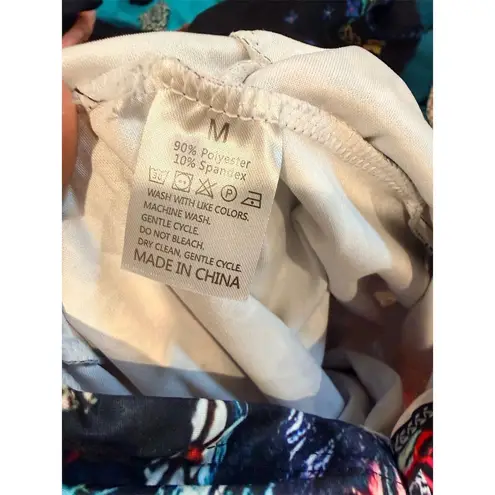 M
90% Polyester
10% Spandex
30 P
WASH WITH LIKE COLORS.
MACHINE WASH.
GENTLE CYCLE.
DO NOT BLEACH.
DRY CLEAN, GENTLE CYCLE.
MADE IN CHINA